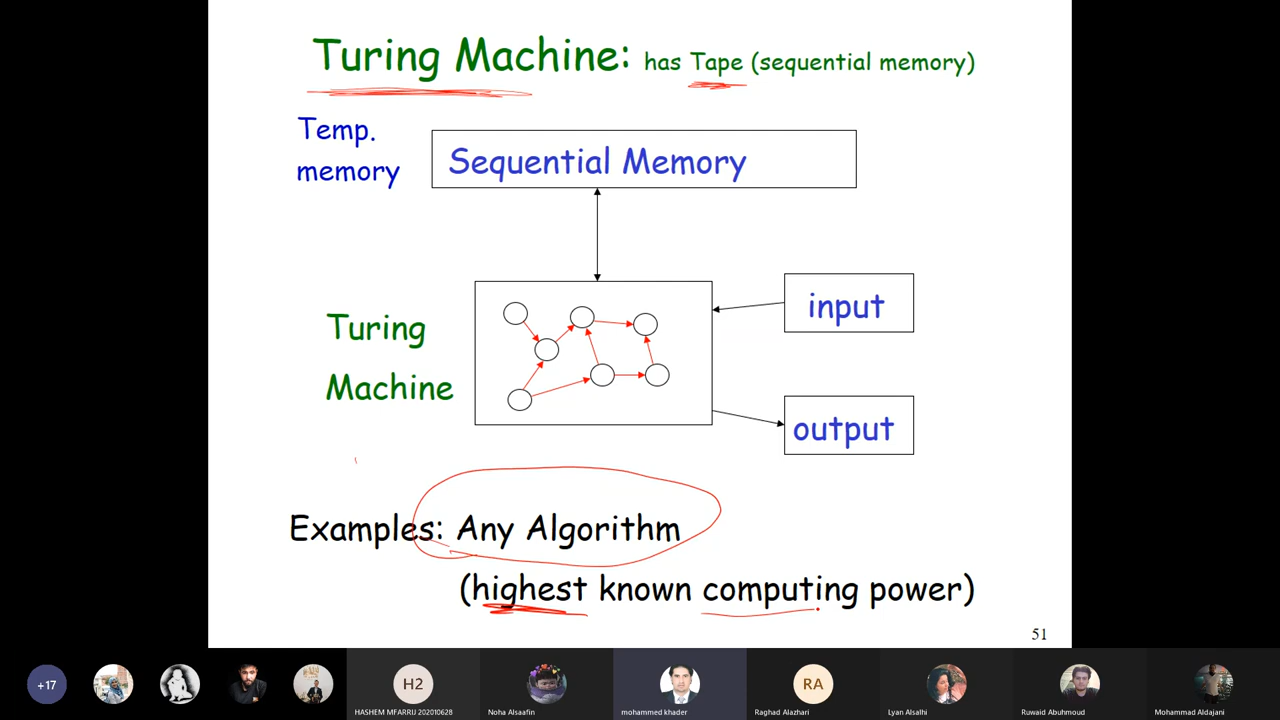 Turing Machine: has Tape (sequential memory)
Temp.
memory
Sequential Memory
Turing
Machine
input
output
Examples: Any Algorithm
(highest known computing power)
51
+17
H2
HASHEM MFARRIJ 202010628
Noha Alsaafin
mohammed khader
RA
Raghad Alazhari
Lyan Alsalhi
Ruwaid Abuhmoud
Mohammad Aldajani